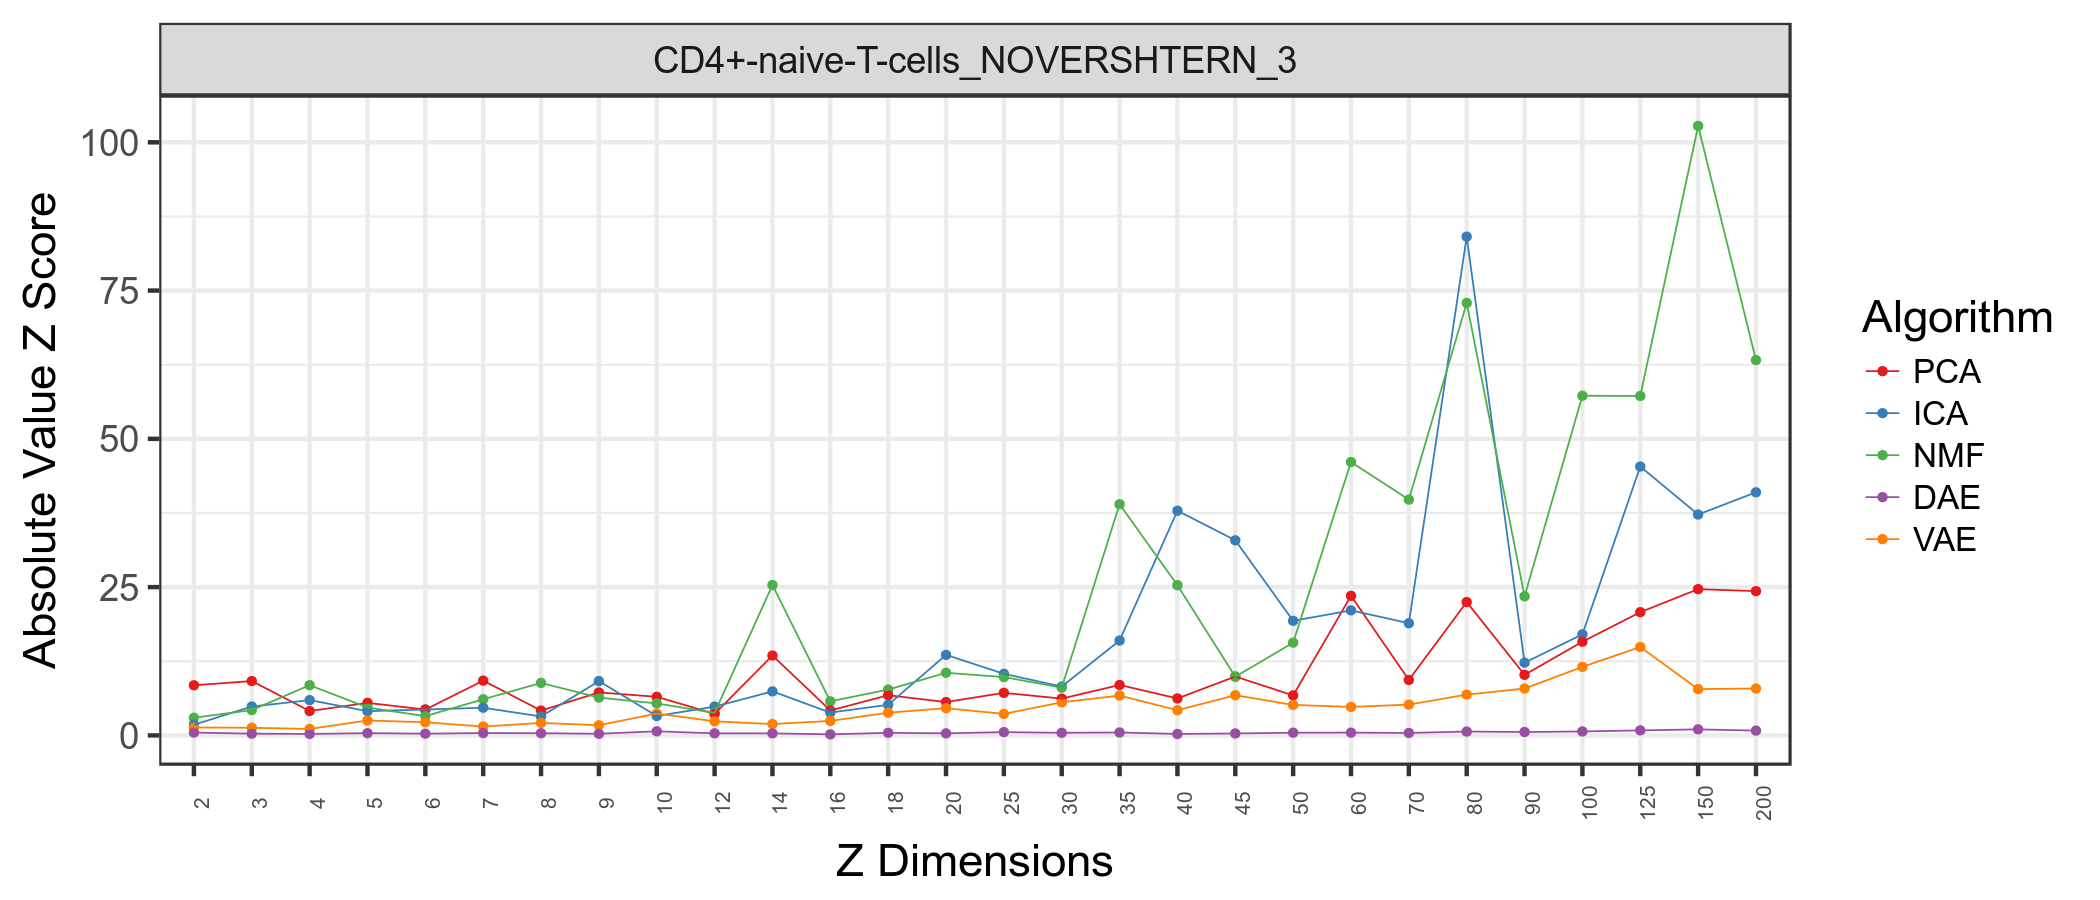 CD4+-naive-T-cells_NOVERSHTERN_3
Absolute Value Z Score
100
75
50
25
0
2 3 4 5 6 7 8 9 10 12 14 16 18 20 25 30 35 40 45 50 60 70 80 90 100 125 150 200
Z Dimensions
Algorithm
PCA
ICA
NMF
DAE
VAE